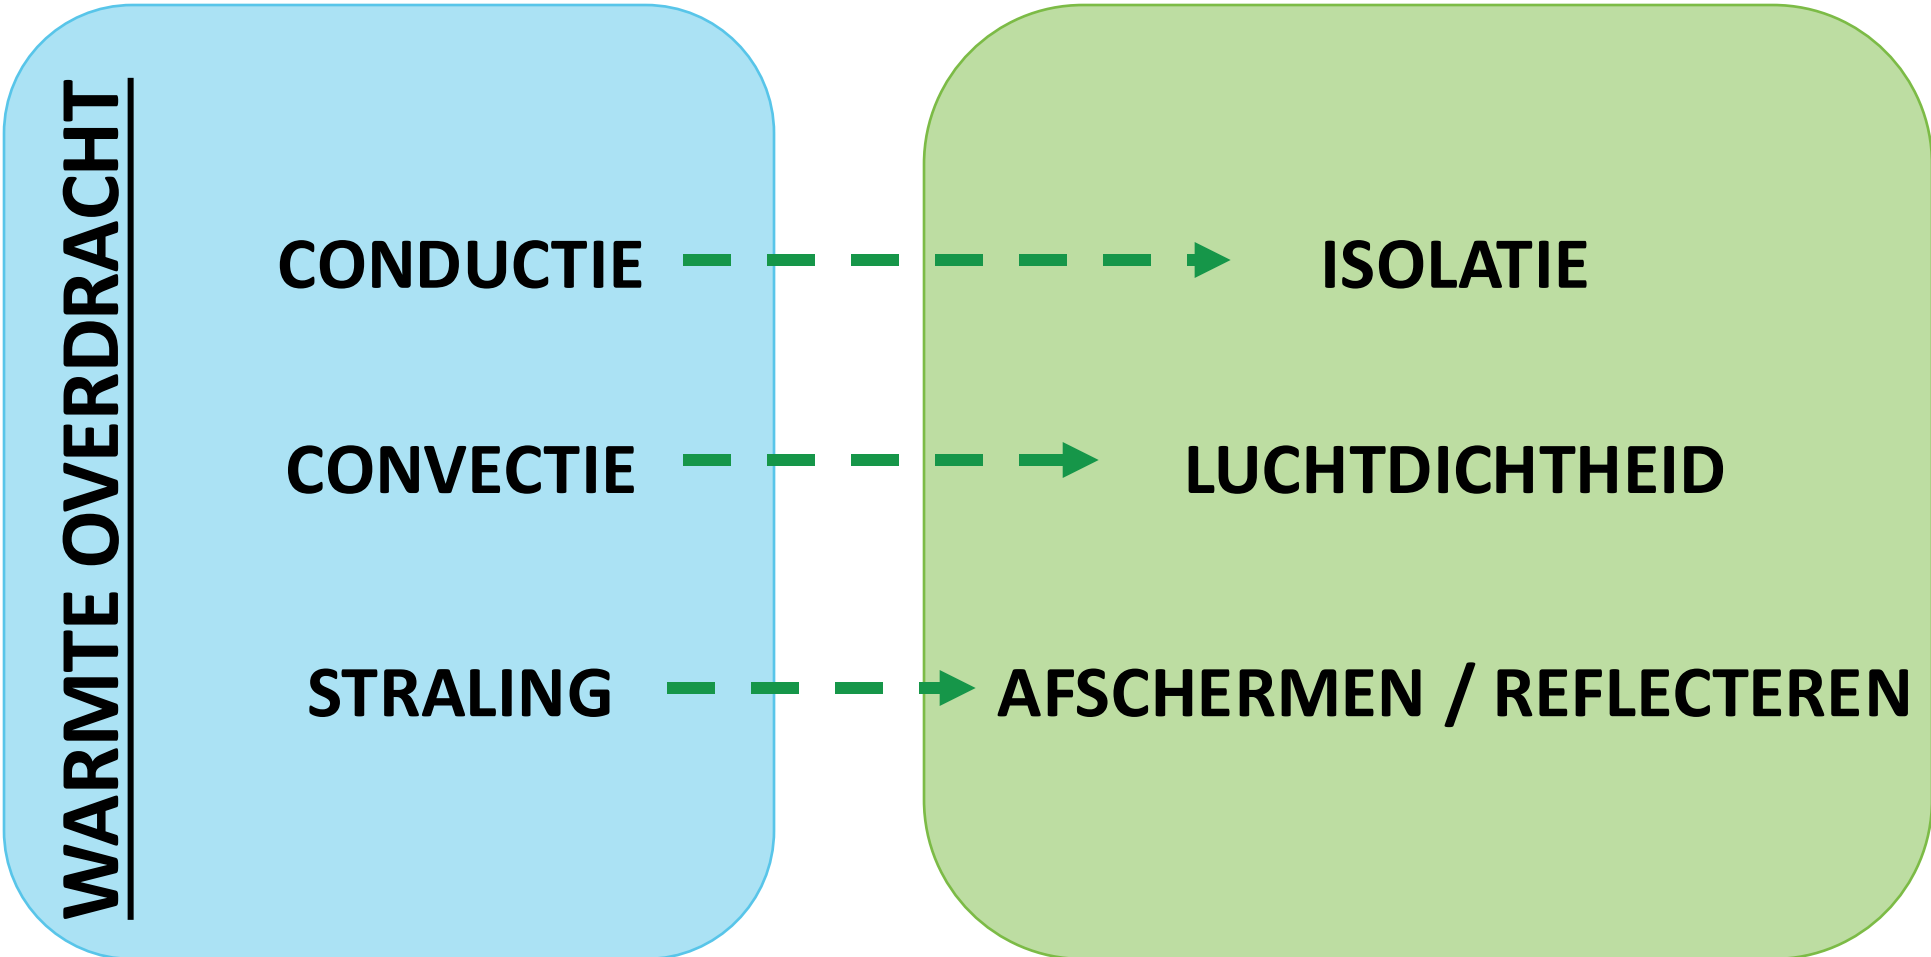 WARMTE OVERDRACHT
CONDUCTIE
ISOLATIE
CONVECTIE
LUCHTDICHTHEID
STRALING
AFSCHERMEN / REFLECTEREN